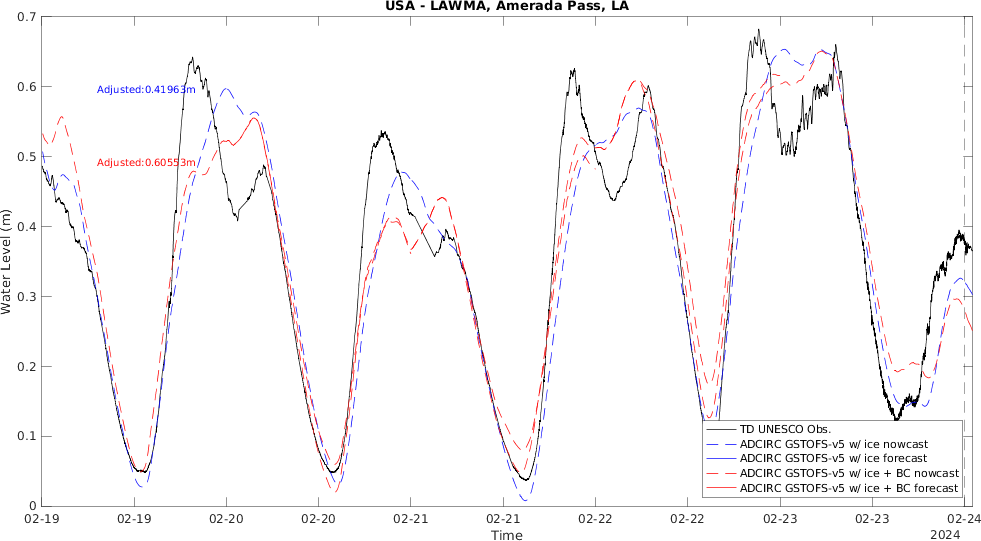 USA - LAWMA, Amerada Pass, LA
0.7
0.6
0.5
0.4
0.3
0.2
0.1
0
Water Level (m)
Adjusted:0.41963m
Adjusted:0.60553m
TD UNESCO Obs.
ADCIRC GSTOFS-v5 w/ ice nowcast
ADCIRC GSTOFS-v5 w/ ice forecast
ADCIRC GSTOFS-v5 w/ ice + BC nowcast
ADCIRC GSTOFS-v5 w/ ice + BC forecast
02-19 02-19 02-20 02-20 02-21 02-21 02-22 02-22 02-23 02-23 02-24
Time
2024